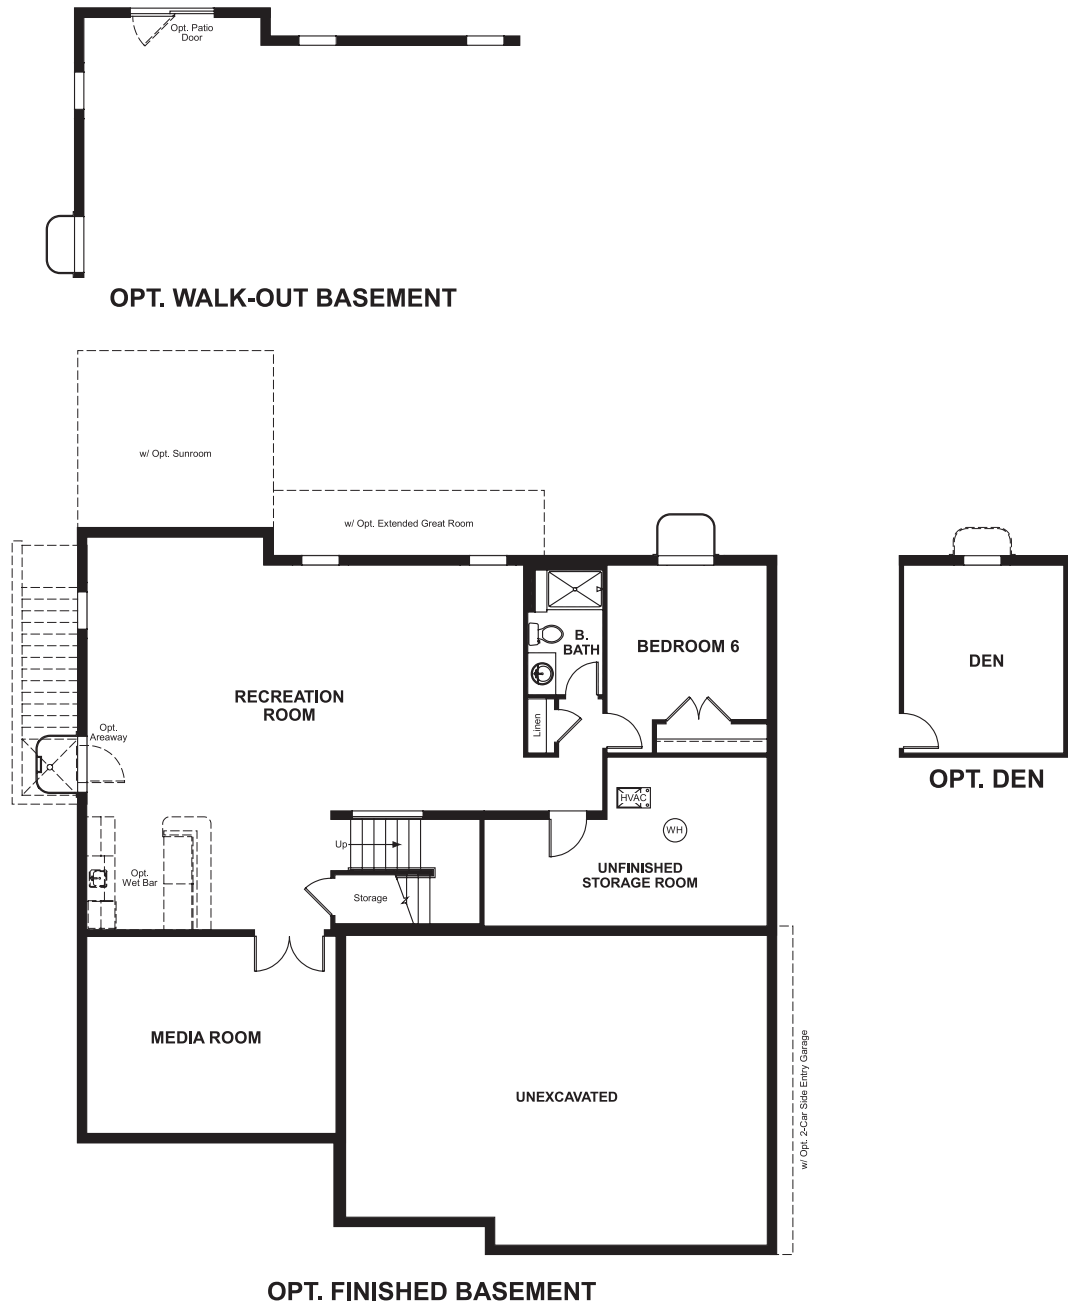 Opt. Patio
Door
OPT. WALK-OUT BASEMENT
w/ Opt. Sunroom
w/ Opt. Extended Great Room
B.
BATH
BEDROOM 6
DEN
RECREATION
ROOM
Linen
Opt.
Areaway
OPT. DEN
HVAC
WH
Up
UNFINISHED
STORAGE ROOM
Opt.
Wet Bar
Storage
MEDIA ROOM
UNEXCAVATED
w/ Opt. 2-Car Side Entry Garage
OPT. FINISHED BASEMENT